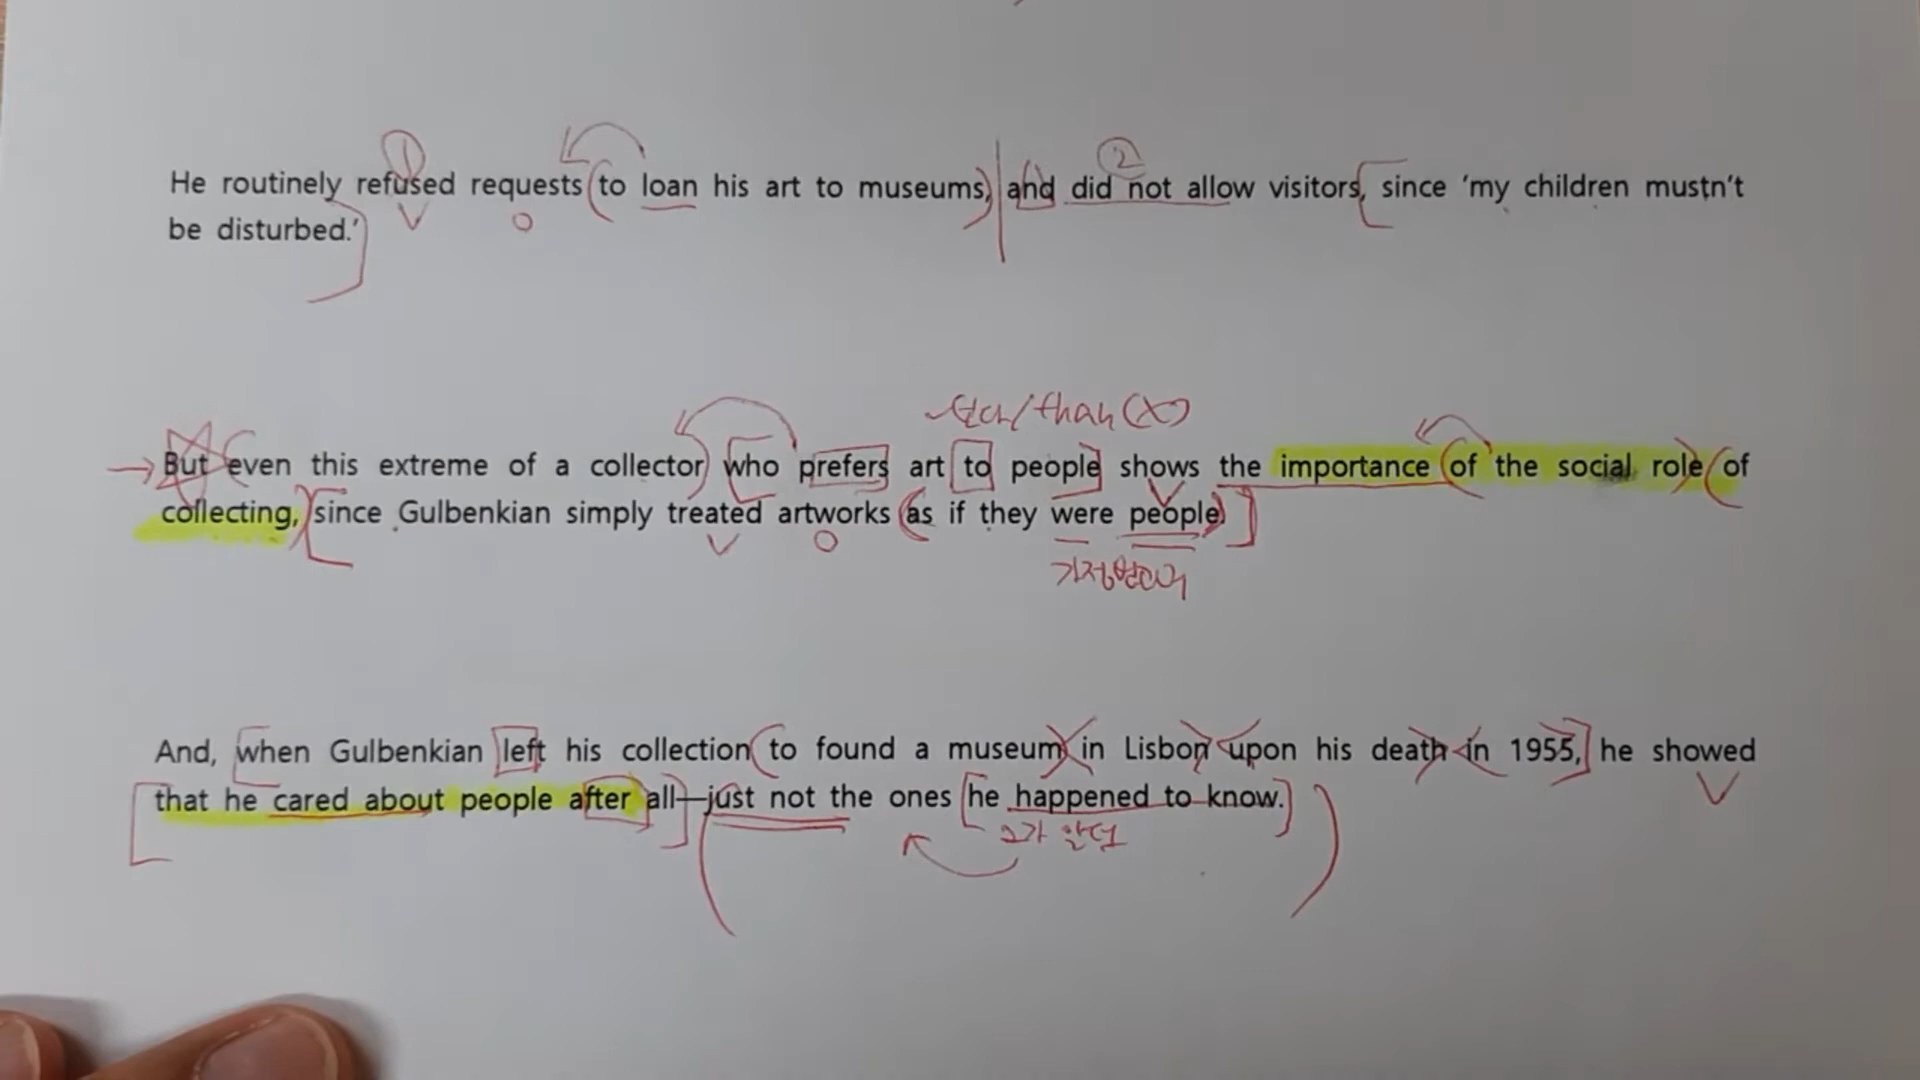 ①
②
He routinely refused requests to loan his art to museums, and did not allow visitors, since ‘my children mustn’t
be disturbed.’
than (X)
But even this extreme of a collector who prefers art to people shows the importance of the social role of
collecting, since Gulbenkian simply treated artworks as if they were people.
가정법과거
And, when Gulbenkian left his collection to found a museum in Lisbon upon his death in 1955, he showed
that he cared about people after all—just not the ones he happened to know.
그가 알던